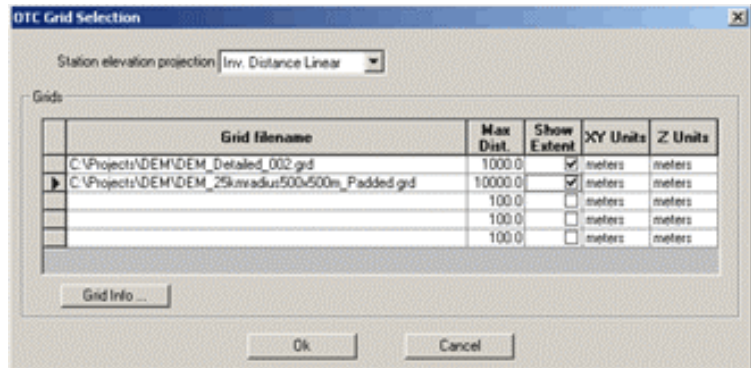 OTC Grid Selection
Station elevation projection Inv. Distance Linear
Grids
Grid filename Max Dist. Show Extent XY Units Z Units
C:\Projects\DEM\DEM_Detailed_002.grd 1000.0 meters meters
C:\Projects\DEM\DEM_25kmradius500x500m_Padded.grd 10000.0 meters meters
100.0 meters meters
100.0 meters meters
100.0 meters meters
Grid Info ...
Ok Cancel